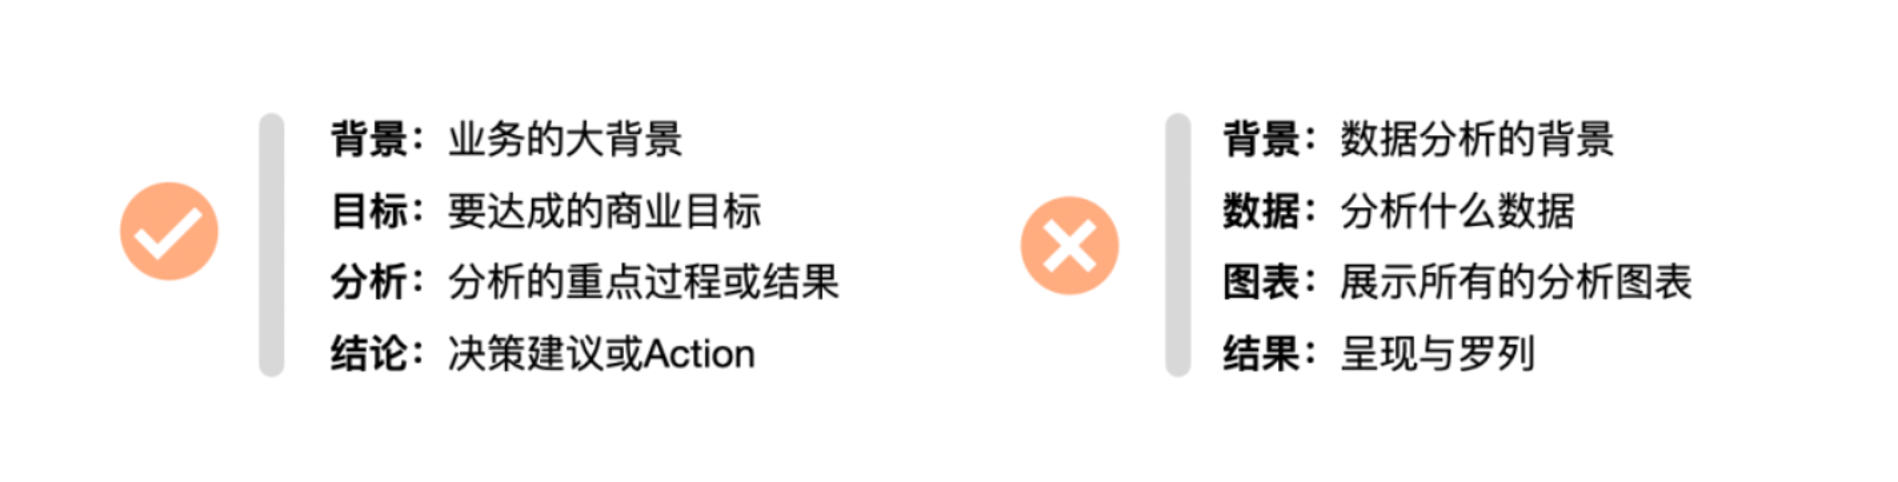 背景：业务的大背景
目标：要达成的商业目标
分析：分析的重点过程或结果
结论：决策建议或Action
背景：数据分析的背景
数据：分析什么数据
图表：展示所有的分析图表
结果：呈现与罗列